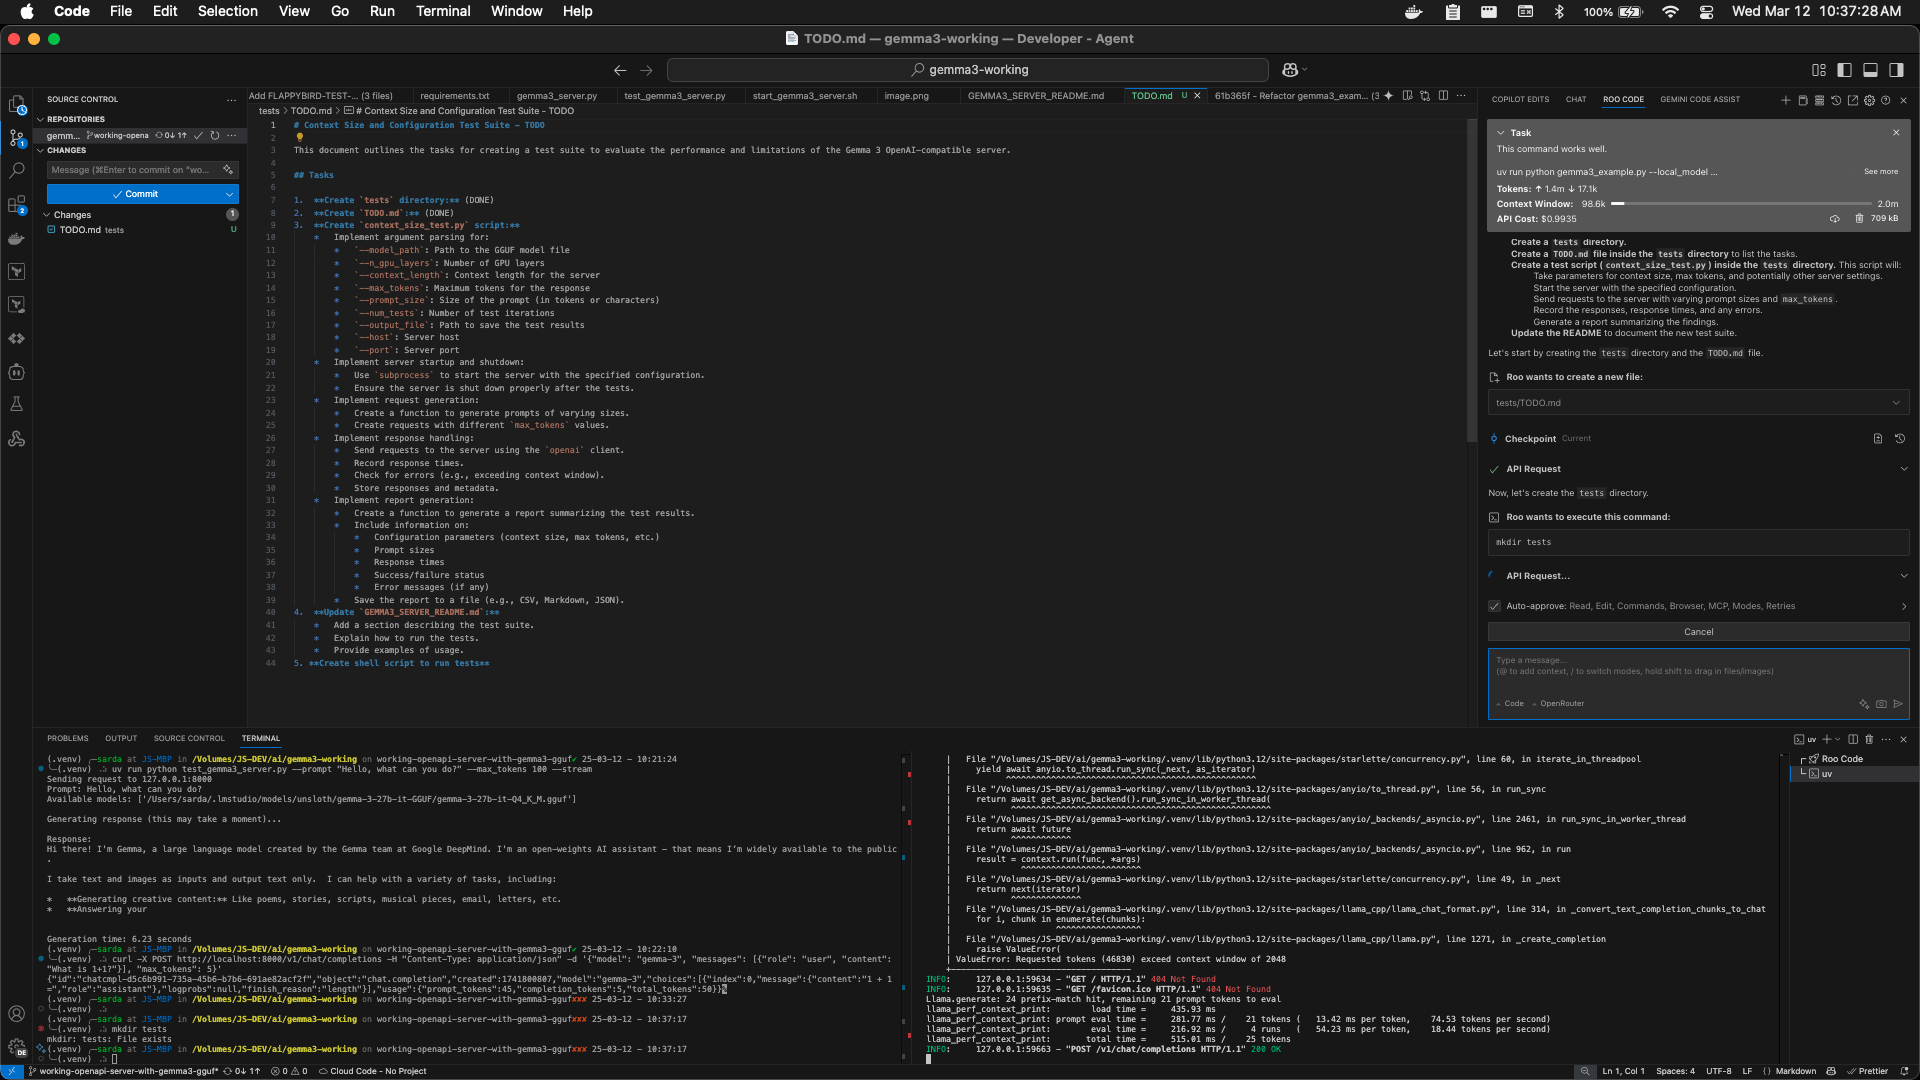 Code File Edit Selection View Go Run Terminal Window Help 100% Wed Mar 12 10:37:28 AM
TODO.md — gemma3-working — Developer - Agent
gemma3-working
SOURCE CONTROL
REPOSITORIES
gemm... working-opena 0↓ 1↑
CHANGES
Message (⌘Enter to commit on "wo...
Commit
Changes 1
TODO.md tests U
Add FLAPPYBIRD-TEST-... (3 files) requirements.txt gemma3_server.py test_gemma3_server.py start_gemma3_server.sh image.png GEMMA3_SERVER_README.md TODO.md U 61b365f - Refactor gemma3_exam... (3
tests > TODO.md > # Context Size and Configuration Test Suite - TODO
1 # Context Size and Configuration Test Suite - TODO
2
3 This document outlines the tasks for creating a test suite to evaluate the performance and limitations of the Gemma 3 OpenAI-compatible server.
4
5 ## Tasks
6
7 1. **Create `tests` directory:** (DONE)
8 2. **Create `TODO.md`:** (DONE)
9 3. **Create `context_size_test.py` script:**
10 * Implement argument parsing for:
11 * `--model_path`: Path to the GGUF model file
12 * `--n_gpu_layers`: Number of GPU layers
13 * `--context_length`: Context length for the server
14 * `--max_tokens`: Maximum tokens for the response
15 * `--prompt_size`: Size of the prompt (in tokens or characters)
16 * `--num_tests`: Number of test iterations
17 * `--output_file`: Path to save the test results
18 * `--host`: Server host
19 * `--port`: Server port
20 * Implement server startup and shutdown:
21 * Use `subprocess` to start the server with the specified configuration.
22 * Ensure the server is shut down properly after the tests.
23 * Implement request generation:
24 * Create a function to generate prompts of varying sizes.
25 * Create requests with different `max_tokens` values.
26 * Implement response handling:
27 * Send requests to the server using the `openai` client.
28 * Record response times.
29 * Check for errors (e.g., exceeding context window).
30 * Store responses and metadata.
31 * Implement report generation:
32 * Create a function to generate a report summarizing the test results.
33 * Include information on:
34 * Configuration parameters (context size, max tokens, etc.)
35 * Prompt sizes
36 * Response times
37 * Success/failure status
38 * Error messages (if any)
39 * Save the report to a file (e.g., CSV, Markdown, JSON).
40 4. **Update `GEMMA3_SERVER_README.md`:**
41 * Add a section describing the test suite.
42 * Explain how to run the tests.
43 * Provide examples of usage.
44 5. **Create shell script to run tests**
COPILOT EDITS CHAT ROO CODE GEMINI CODE ASSIST
Task
This command works well.
uv run python gemma3_example.py --local_model ... See more
Tokens: ↑ 1.4m ↓ 17.1k
Context Window: 98.6k 2.0m
API Cost: $0.9935 709 kB
Create a tests directory.
Create a TODO.md file inside the tests directory to list the tasks.
Create a test script (context_size_test.py) inside the tests directory. This script will:
Take parameters for context size, max tokens, and potentially other server settings.
Start the server with the specified configuration.
Send requests to the server with varying prompt sizes and max_tokens.
Record the responses, response times, and any errors.
Generate a report summarizing the findings.
Update the README to document the new test suite.
Let's start by creating the tests directory and the TODO.md file.
Roo wants to create a new file:
tests/TODO.md
Checkpoint Current
API Request
Now, let's create the tests directory.
Roo wants to execute this command:
mkdir tests
API Request...
Auto-approve: Read, Edit, Commands, Browser, MCP, Modes, Retries
Cancel
Type a message...
(@ to add context, / to switch modes, hold shift to drag in files/images)
Code OpenRouter
PROBLEMS OUTPUT SOURCE CONTROL TERMINAL
(.venv) sarda at JS-MBP in /Volumes/JS-DEV/ai/gemma3-working on working-openapi-server-with-gemma3-gguf✔ 25-03-12 - 10:21:24
(.venv) uv run python test_gemma3_server.py --prompt "Hello, what can you do?" --max_tokens 100 --stream
Sending request to 127.0.0.1:8000
Prompt: Hello, what can you do?
Available models: ['/Users/sarda/.lmstudio/models/unsloth/gemma-3-27b-it-GGUF/gemma-3-27b-it-Q4_K_M.gguf']
Generating response (this may take a moment)...
Response:
Hi there! I'm Gemma, a large language model created by the Gemma team at Google DeepMind. I'm an open-weights AI assistant – that means I'm widely available to the public
.
I take text and images as inputs and output text only. I can help with a variety of tasks, including:
* **Generating creative content:** Like poems, stories, scripts, musical pieces, email, letters, etc.
* **Answering your
Generation time: 6.23 seconds
(.venv) sarda at JS-MBP in /Volumes/JS-DEV/ai/gemma3-working on working-openapi-server-with-gemma3-gguf✔ 25-03-12 - 10:22:10
(.venv) curl -X POST http://localhost:8000/v1/chat/completions -H "Content-Type: application/json" -d '{"model": "gemma-3", "messages": [{"role": "user", "content":
"What is 1+1?"}], "max_tokens": 5}'
{"id":"chatcmpl-d5c6b991-735a-45b6-b7b6-691ae82acf2f","object":"chat.completion","created":1741800807,"model":"gemma-3","choices":[{"index":0,"message":{"content":"1 + 1
=","role":"assistant"},"logprobs":null,"finish_reason":"length"}],"usage":{"prompt_tokens":45,"completion_tokens":5,"total_tokens":50}}%
(.venv) sarda at JS-MBP in /Volumes/JS-DEV/ai/gemma3-working on working-openapi-server-with-gemma3-gguf✘✘✘ 25-03-12 - 10:33:27
(.venv)
(.venv) sarda at JS-MBP in /Volumes/JS-DEV/ai/gemma3-working on working-openapi-server-with-gemma3-gguf✘✘✘ 25-03-12 - 10:37:17
(.venv) mkdir tests
mkdir: tests: File exists
(.venv) sarda at JS-MBP in /Volumes/JS-DEV/ai/gemma3-working on working-openapi-server-with-gemma3-gguf✘✘✘ 25-03-12 - 10:37:17
(.venv)
| File "/Volumes/JS-DEV/ai/gemma3-working/.venv/lib/python3.12/site-packages/starlette/concurrency.py", line 60, in iterate_in_threadpool
| yield await anyio.to_thread.run_sync(_next, as_iterator)
| File "/Volumes/JS-DEV/ai/gemma3-working/.venv/lib/python3.12/site-packages/anyio/to_thread.py", line 56, in run_sync
| return await get_async_backend().run_sync_in_worker_thread(
| File "/Volumes/JS-DEV/ai/gemma3-working/.venv/lib/python3.12/site-packages/anyio/_backends/_asyncio.py", line 2461, in run_sync_in_worker_thread
| return await future
| File "/Volumes/JS-DEV/ai/gemma3-working/.venv/lib/python3.12/site-packages/anyio/_backends/_asyncio.py", line 962, in run
| result = context.run(func, *args)
| File "/Volumes/JS-DEV/ai/gemma3-working/.venv/lib/python3.12/site-packages/starlette/concurrency.py", line 49, in _next
| return next(iterator)
| File "/Volumes/JS-DEV/ai/gemma3-working/.venv/lib/python3.12/site-packages/llama_cpp/llama_chat_format.py", line 314, in _convert_text_completion_chunks_to_chat
| for i, chunk in enumerate(chunks):
| File "/Volumes/JS-DEV/ai/gemma3-working/.venv/lib/python3.12/site-packages/llama_cpp/llama.py", line 1271, in _create_completion
| raise ValueError(
| ValueError: Requested tokens (46830) exceed context window of 2048
+------------------------------------
INFO: 127.0.0.1:59634 - "GET / HTTP/1.1" 404 Not Found
INFO: 127.0.0.1:59635 - "GET /favicon.ico HTTP/1.1" 404 Not Found
Llama.generate: 24 prefix-match hit, remaining 21 prompt tokens to eval
llama_perf_context_print: load time = 435.93 ms
llama_perf_context_print: prompt eval time = 281.77 ms / 21 tokens ( 13.42 ms per token, 74.53 tokens per second)
llama_perf_context_print: eval time = 216.92 ms / 4 runs ( 54.23 ms per token, 18.44 tokens per second)
llama_perf_context_print: total time = 515.01 ms / 25 tokens
INFO: 127.0.0.1:59663 - "POST /v1/chat/completions HTTP/1.1" 200 OK
uv
Roo Code
uv
working-openapi-server-with-gemma3-gguf* 0↓ 1↑ 0 0 Cloud Code - No Project Ln 1, Col 1 Spaces: 4 UTF-8 LF Markdown Prettier